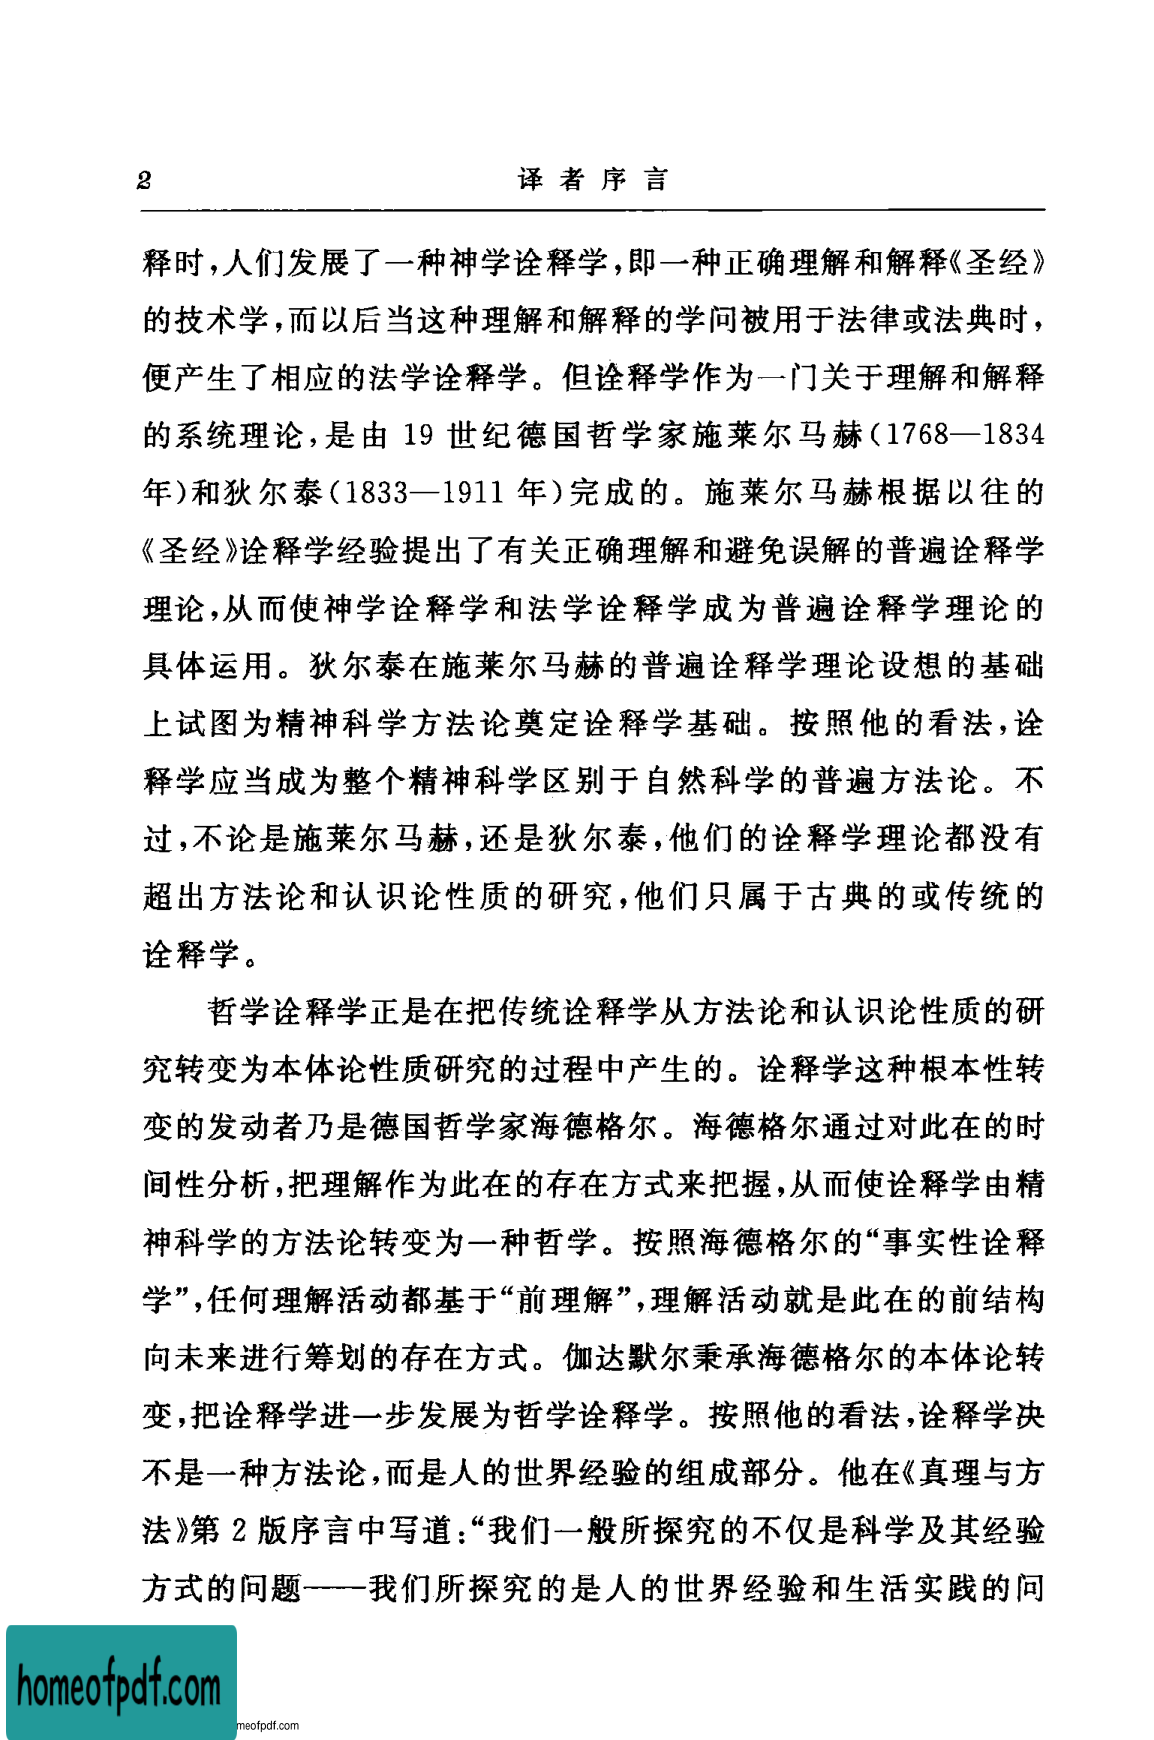 2 译者序言
释时,人们发展了一种神学诠释学,即一种正确理解和解释《圣经》
的技术学,而以后当这种理解和解释的学问被用于法律或法典时,
便产生了相应的法学诠释学。但诠释学作为一门关于理解和解释
的系统理论,是由 19 世纪德国哲学家施莱尔马赫(1768—1834
年)和狄尔泰(1833—1911 年)完成的。施莱尔马赫根据以往的
《圣经》诠释学经验提出了有关正确理解和避免误解的普遍诠释学
理论,从而使神学诠释学和法学诠释学成为普遍诠释学理论的
具体运用。狄尔泰在施莱尔马赫的普遍诠释学理论设想的基础
上试图为精神科学方法论奠定诠释学基础。按照他的看法,诠
释学应当成为整个精神科学区别于自然科学的普遍方法论。不
过,不论是施莱尔马赫,还是狄尔泰,他们的诠释学理论都没有
超出方法论和认识论性质的研究,他们只属于古典的或传统的
诠释学。
哲学诠释学正是在把传统诠释学从方法论和认识论性质的研
究转变为本体论性质研究的过程中产生的。诠释学这种根本性转
变的发动者乃是德国哲学家海德格尔。海德格尔通过对此在的时
间性分析,把理解作为此在的存在方式来把握,从而使诠释学由精
神科学的方法论转变为一种哲学。按照海德格尔的“事实性诠释
学”,任何理解活动都基于“前理解”,理解活动就是此在的前结构
向未来进行筹划的存在方式。伽达默尔秉承海德格尔的本体论转
变,把诠释学进一步发展为哲学诠释学。按照他的看法,诠释学决
不是一种方法论,而是人的世界经验的组成部分。他在《真理与方
法》第 2 版序言中写道:“我们一般所探究的不仅是科学及其经验
方式的问题——我们所探究的是人的世界经验和生活实践的问
homeofpdf.com
meofpdf.com